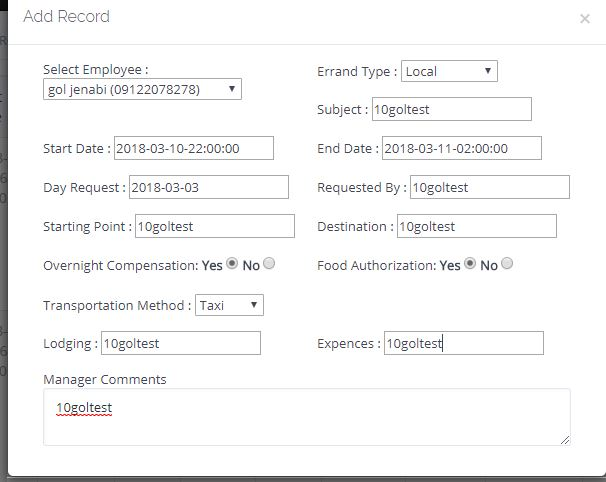 Add Record ×
Select Employee :
gol jenabi (09122078278)
Errand Type : Local
Subject : 10goltest
Start Date : 2018-03-10-22:00:00 End Date : 2018-03-11-02:00:00
Day Request : 2018-03-03 Requested By : 10goltest
Starting Point : 10goltest Destination : 10goltest
Overnight Compensation: Yes No Food Authorization: Yes No
Transportation Method : Taxi
Lodging : 10goltest Expences : 10goltest
Manager Comments
10goltest